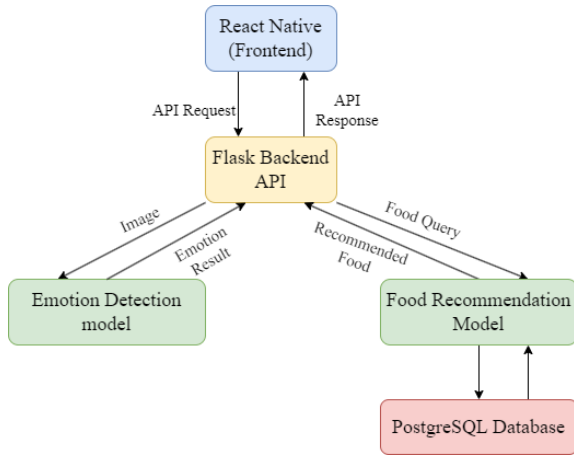 React Native
(Frontend)
API Request
API
Response
Flask Backend
API
Image
Emotion
Result
Food Query
Recommended
Food
Emotion Detection
model
Food Recommendation
Model
PostgreSQL Database